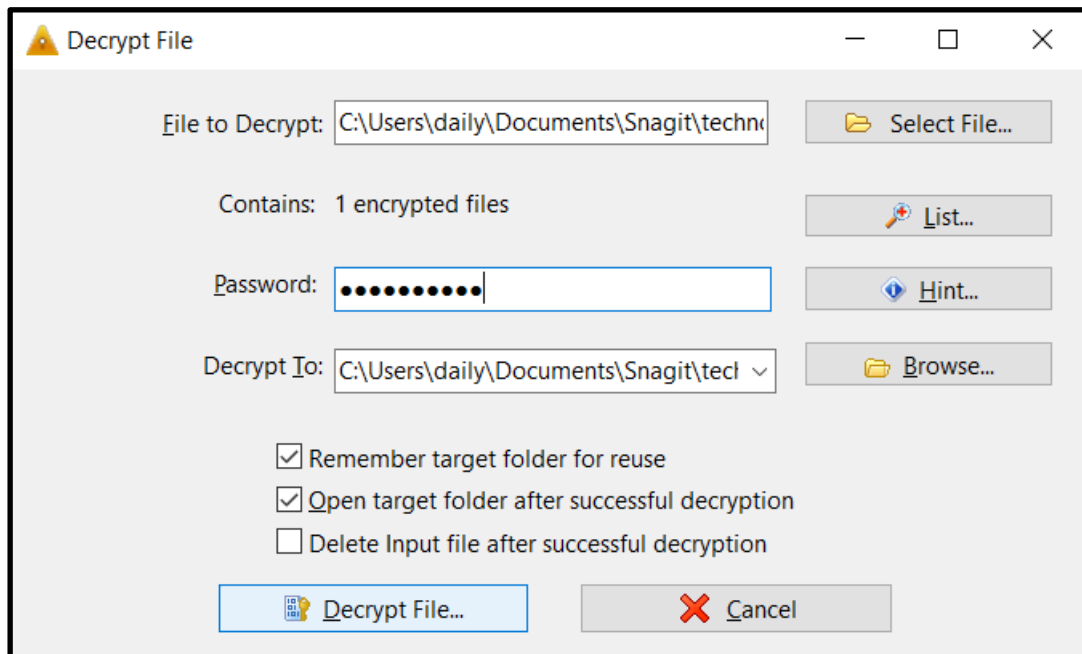 Decrypt File
File to Decrypt: C:\Users\daily\Documents\Snagit\techno Select File...
Contains: 1 encrypted files List...
Password: ●●●●●●●●●● Hint...
Decrypt To: C:\Users\daily\Documents\Snagit\tech Browse...
Remember target folder for reuse
Open target folder after successful decryption
Delete Input file after successful decryption
Decrypt File... Cancel